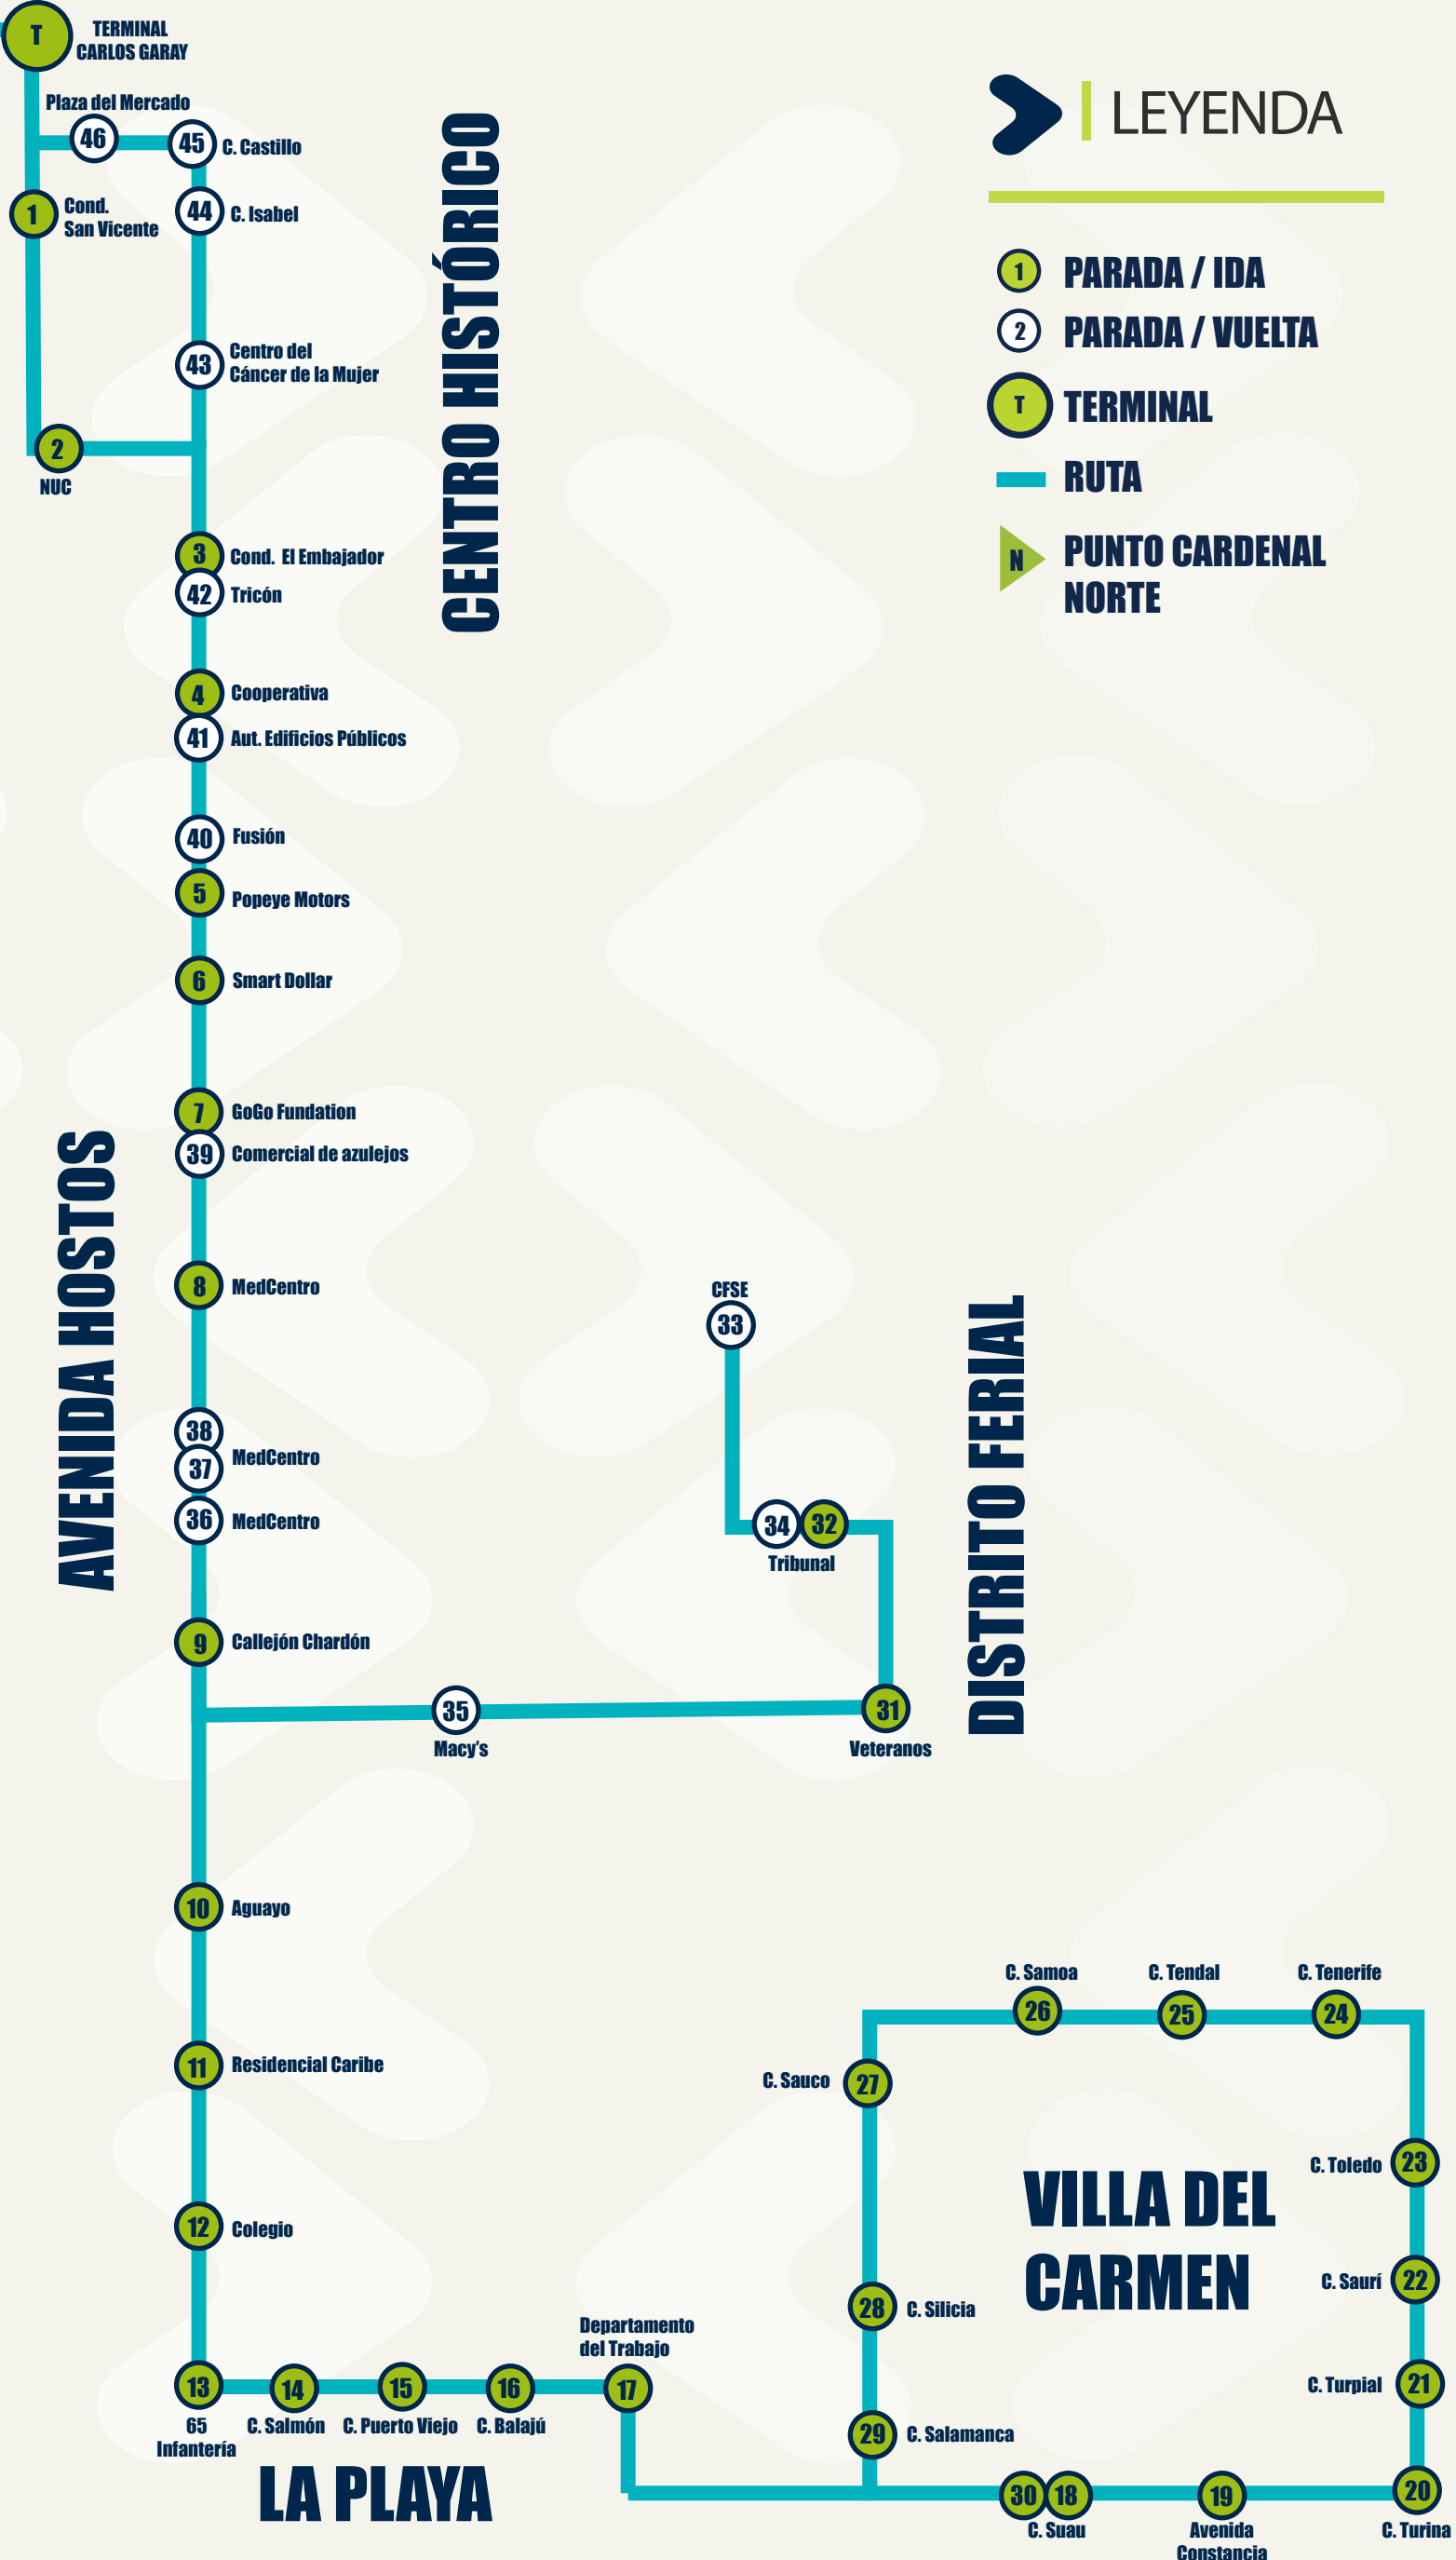 T
TERMINAL
CARLOS GARAY
Plaza del Mercado
46
45
C. Castillo
1
Cond.
San Vicente
44
C. Isabel
43
Centro del
Cáncer de la Mujer
2
NUC
3
Cond. El Embajador
42
Tricón
4
Cooperativa
41
Aut. Edificios Públicos
40
Fusión
5
Popeye Motors
6
Smart Dollar
7
GoGo Fundation
39
Comercial de azulejos
8
MedCentro
38
37
MedCentro
36
MedCentro
9
Callejón Chardón
CENTRO HISTÓRICO
AVENIDA HOSTOS
LEYENDA
1
PARADA / IDA
2
PARADA / VUELTA
T
TERMINAL
RUTA
N
PUNTO CARDENAL
NORTE
CFSE
33
34
32
Tribunal
DISTRITO FERIAL
35
Macy's
31
Veteranos
10
Aguayo
11
Residencial Caribe
12
Colegio
13
65
Infantería
14
C. Salmón
15
C. Puerto Viejo
16
C. Balajú
Departamento
del Trabajo
17
LA PLAYA
C. Samoa
26
C. Tendal
25
C. Tenerife
24
C. Sauco
27
C. Toledo
23
VILLA DEL
CARMEN
C. Saurí
22
28
C. Silicia
C. Turpial
21
29
C. Salamanca
30
18
C. Suau
19
Avenida
Constancia
20
C. Turina